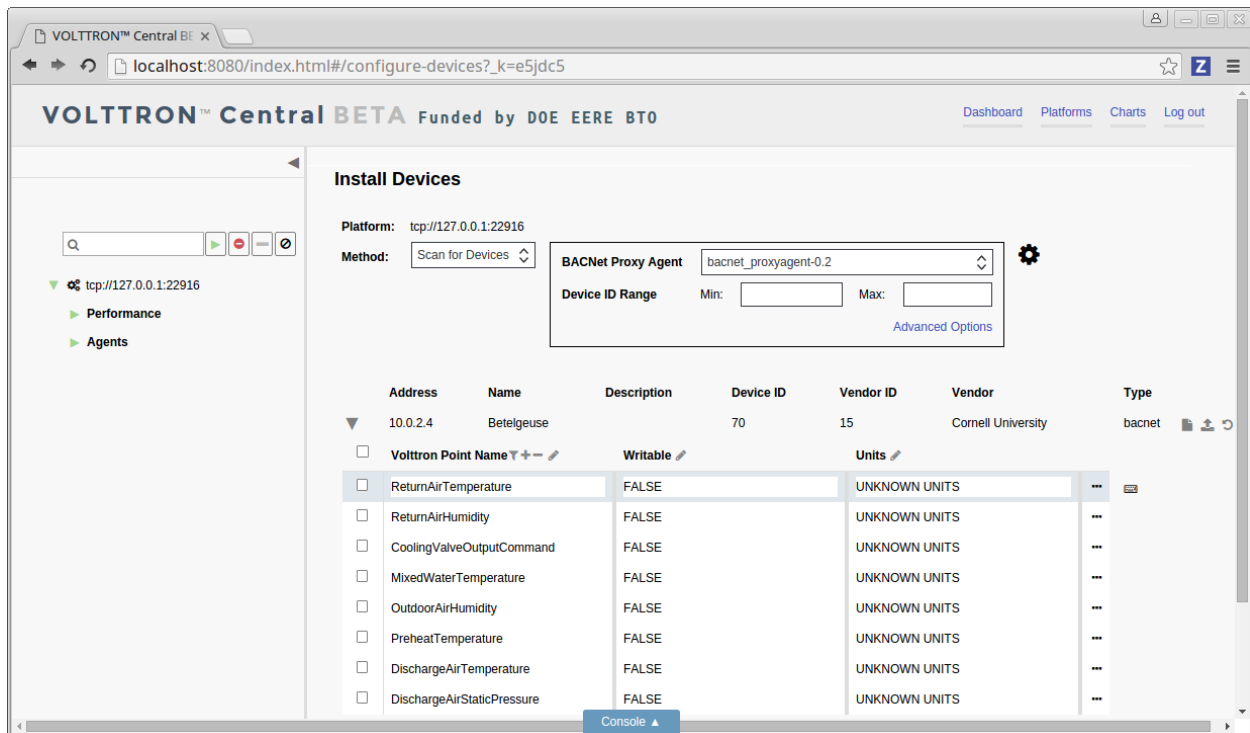 VOLTTRON™ Central BE
localhost:8080/index.html#/configure-devices?_k=e5jdc5
Z
VOLTTRON™ Central BETA Funded by DOE EERE BTO
Dashboard Platforms Charts Log out
Install Devices
Platform: tcp://127.0.0.1:22916
Method: Scan for Devices
BACNet Proxy Agent bacnet_proxyagent-0.2
Device ID Range Min: Max:
Advanced Options
tcp://127.0.0.1:22916
Performance
Agents
Address Name Description Device ID Vendor ID Vendor Type
10.0.2.4 Betelgeuse 70 15 Cornell University bacnet
Volttron Point Name Writable Units
ReturnAirTemperature FALSE UNKNOWN UNITS
ReturnAirHumidity FALSE UNKNOWN UNITS
CoolingValveOutputCommand FALSE UNKNOWN UNITS
MixedWaterTemperature FALSE UNKNOWN UNITS
OutdoorAirHumidity FALSE UNKNOWN UNITS
PreheatTemperature FALSE UNKNOWN UNITS
DischargeAirTemperature FALSE UNKNOWN UNITS
DischargeAirStaticPressure FALSE UNKNOWN UNITS
Console ▲